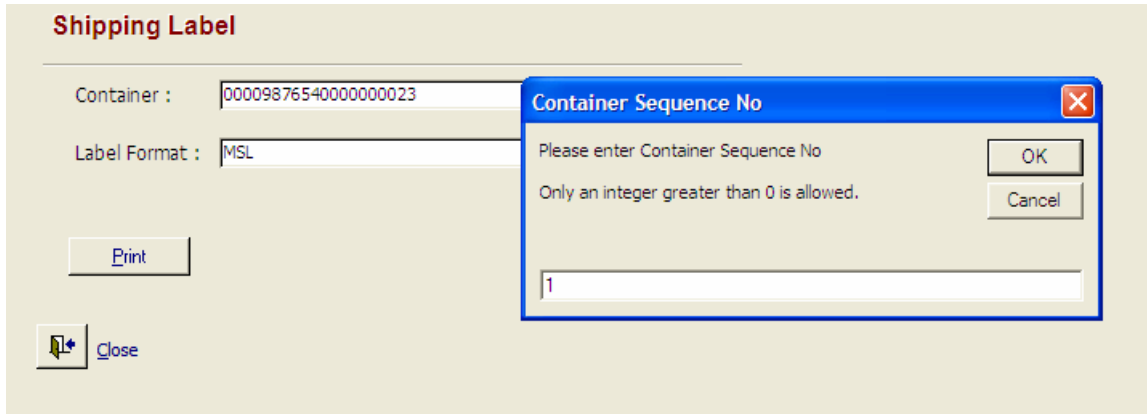 Shipping Label
Container :
00009876540000000023
Label Format :
MSL
Print
Close
Container Sequence No
Please enter Container Sequence No
Only an integer greater than 0 is allowed.
OK
Cancel
1